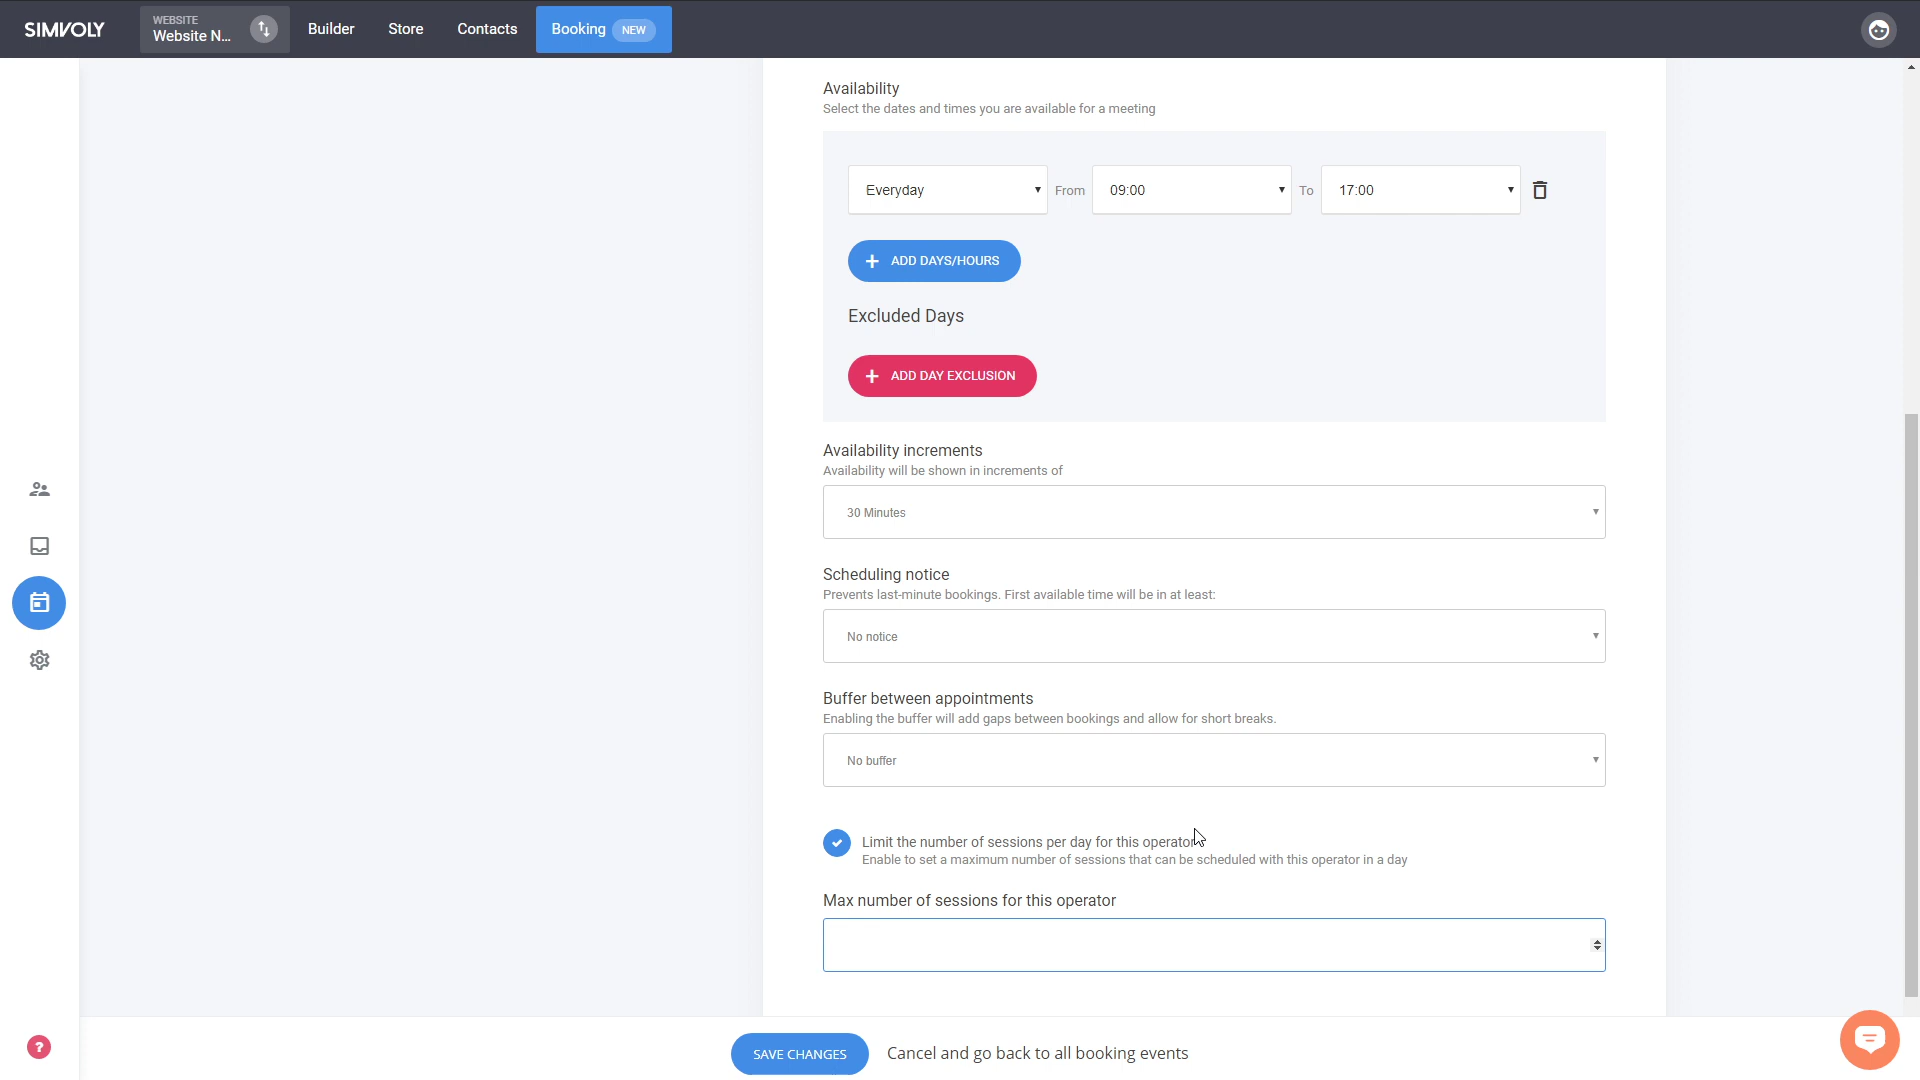 SIMVOLY
WEBSITE
Website N...
Builder
Store
Contacts
Booking NEW
Availability
Select the dates and times you are available for a meeting
Everyday From 09:00 To 17:00
+ ADD DAYS/HOURS
Excluded Days
+ ADD DAY EXCLUSION
Availability increments
Availability will be shown in increments of
30 Minutes
Scheduling notice
Prevents last-minute bookings. First available time will be in at least:
No notice
Buffer between appointments
Enabling the buffer will add gaps between bookings and allow for short breaks.
No buffer
Limit the number of sessions per day for this operator
Enable to set a maximum number of sessions that can be scheduled with this operator in a day
Max number of sessions for this operator
?
SAVE CHANGES
Cancel and go back to all booking events